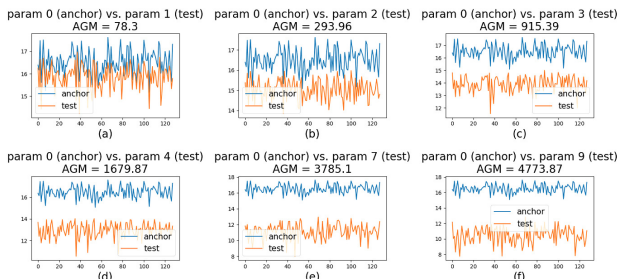 param 0 (anchor) vs. param 1 (test)
AGM = 78.3
17
16
15
anchor
test
0 20 40 60 80 100 120
(a)
param 0 (anchor) vs. param 2 (test)
AGM = 293.96
17
16
15
14
anchor
test
0 20 40 60 80 100 120
(b)
param 0 (anchor) vs. param 3 (test)
AGM = 915.39
17
16
15
14
13
12
anchor
test
0 20 40 60 80 100 120
(c)
param 0 (anchor) vs. param 4 (test)
AGM = 1679.87
16
14
12
anchor
test
0 20 40 60 80 100 120
(d)
param 0 (anchor) vs. param 7 (test)
AGM = 3785.1
18
16
14
12
10
8
anchor
test
0 20 40 60 80 100 120
(e)
param 0 (anchor) vs. param 9 (test)
AGM = 4773.87
18
16
14
12
10
8
anchor
test
0 20 40 60 80 100 120
(f)